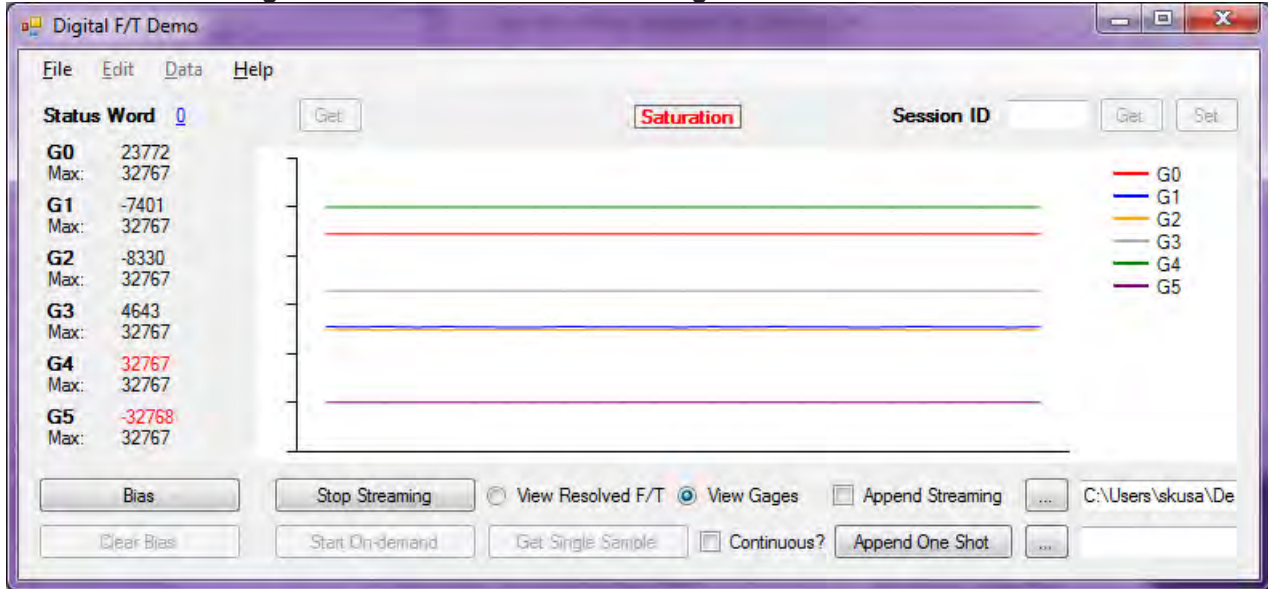 Digital F/T Demo
File Edit Data Help
Status Word 0 Get Saturation Session ID Get Set
G0 23772
Max: 32767
G1 -7401
Max: 32767
G2 -8330
Max: 32767
G3 4643
Max: 32767
G4 32767
Max: 32767
G5 -32768
Max: 32767
G0
G1
G2
G3
G4
G5
Bias Stop Streaming View Resolved F/T View Gages Append Streaming ... C:\Users\skusa\De
Clear Bias Start On-demand Get Single Sample Continuous? Append One Shot ...